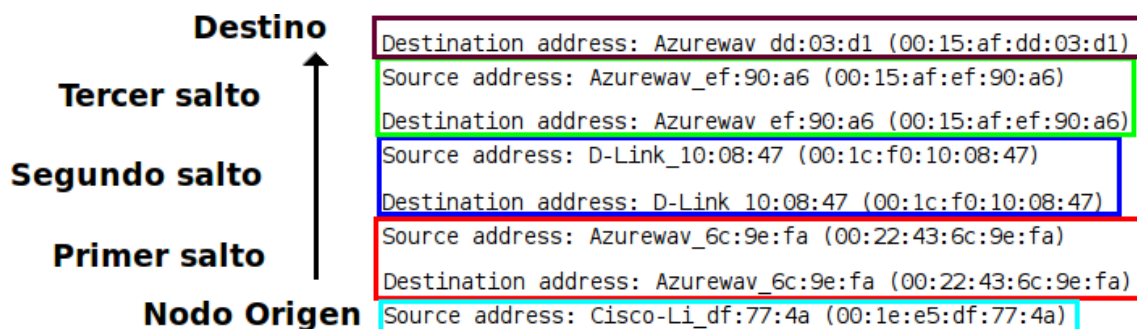 Destino
Destination address: Azurewav_dd:03:d1 (00:15:af:dd:03:d1)
Tercer salto
Source address: Azurewav_ef:90:a6 (00:15:af:ef:90:a6)
Destination address: Azurewav_ef:90:a6 (00:15:af:ef:90:a6)
Segundo salto
Source address: D-Link_10:08:47 (00:1c:f0:10:08:47)
Destination address: D-Link_10:08:47 (00:1c:f0:10:08:47)
Primer salto
Source address: Azurewav_6c:9e:fa (00:22:43:6c:9e:fa)
Destination address: Azurewav_6c:9e:fa (00:22:43:6c:9e:fa)
Nodo Origen
Source address: Cisco-Li_df:77:4a (00:1e:e5:df:77:4a)